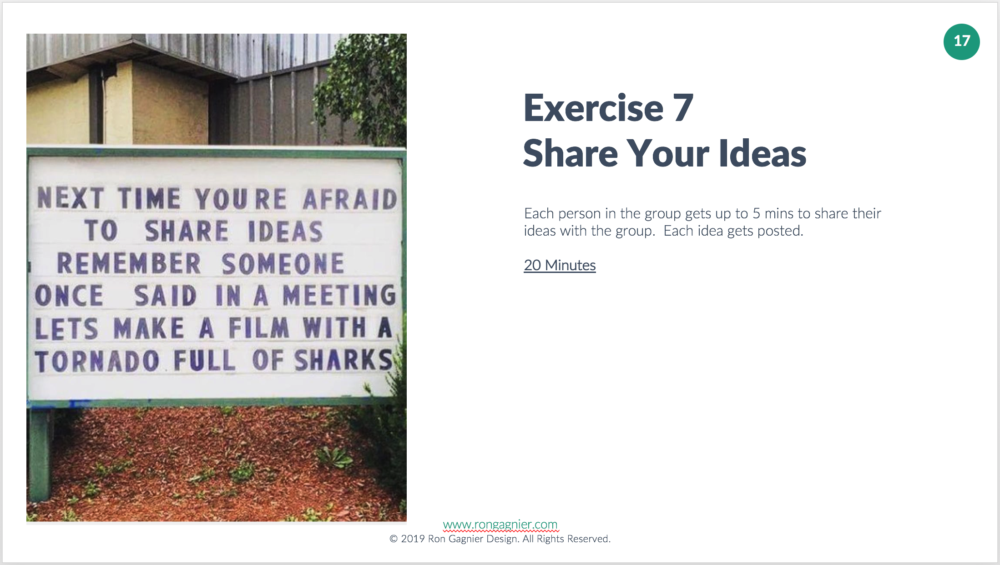 17
NEXT TIME YOURE AFRAID
TO SHARE IDEAS
REMEMBER SOMEONE
ONCE SAID IN A MEETING
LETS MAKE A FILM WITH A
TORNADO FULL OF SHARKS
Exercise 7
Share Your Ideas
Each person in the group gets up to 5 mins to share their
ideas with the group.  Each idea gets posted.
20 Minutes
www.rongagnier.com
© 2019 Ron Gagnier Design. All Rights Reserved.